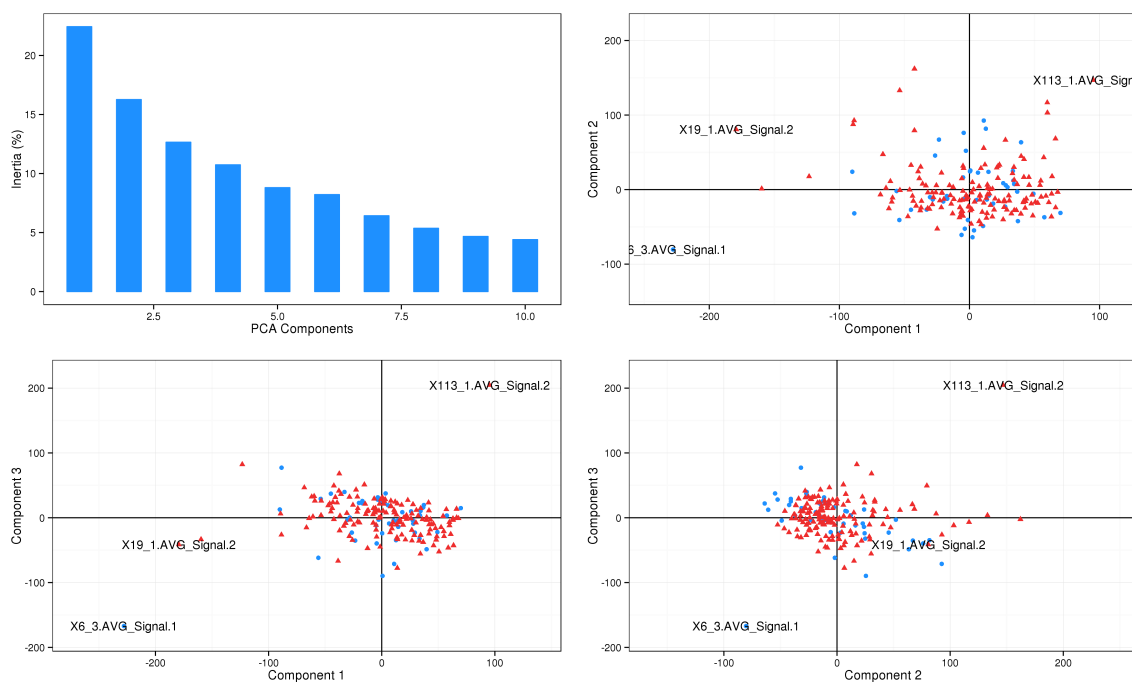 20
15
10
5
0
Inertia (%)
2.5
5.0
7.5
10.0
PCA Components
200
100
0
-100
Component 2
X113_1.AVG_Sign
X19_1.AVG_Signal.2
6_3.AVG_Signal.1
-200
-100
0
100
Component 1
200
100
0
-100
-200
Component 3
X113_1.AVG_Signal.2
X19_1.AVG_Signal.2
X6_3.AVG_Signal.1
-200
-100
0
100
Component 1
200
100
0
-100
-200
Component 3
X113_1.AVG_Signal.2
X19_1.AVG_Signal.2
X6_3.AVG_Signal.1
-100
0
100
200
Component 2